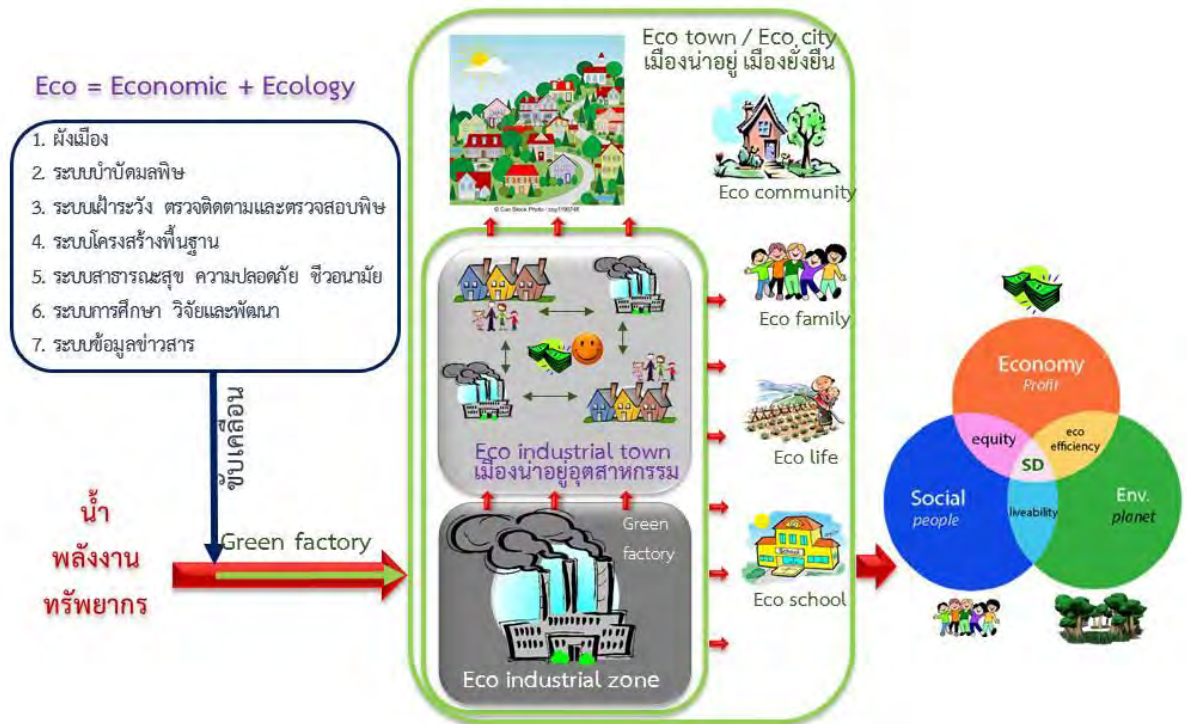 Eco = Economic + Ecology
1. ผังเมือง
2. ระบบบำบัดมลพิษ
3. ระบบเฝ้าระวัง ตรวจติดตามและตรวจสอบพิษ
4. ระบบโครงสร้างพื้นฐาน
5. ระบบสาธารณะสุข ความปลอดภัย ชีวอนามัย
6. ระบบการศึกษา วิจัยและพัฒนา
7. ระบบข้อมูลข่าวสาร
ขับเคลื่อน
น้ำ
พลังงาน
ทรัพยากร
Green factory
Eco town / Eco city
เมืองน่าอยู่ เมืองยั่งยืน
Eco community
Eco family
Eco life
Eco school
Eco industrial town
เมืองน่าอยู่อุตสาหกรรม
Green
factory
Eco industrial zone
Economy
Profit
equity
eco
efficiency
SD
Social
people
liveability
Env.
planet